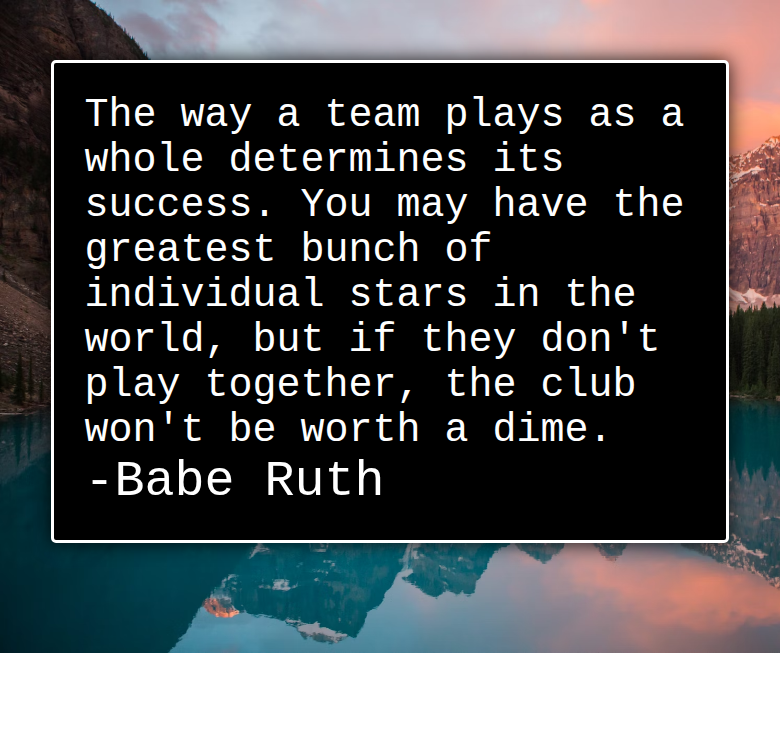 The way a team plays as a
whole determines its
success. You may have the
greatest bunch of
individual stars in the
world, but if they don't
play together, the club
won't be worth a dime.
-Babe Ruth